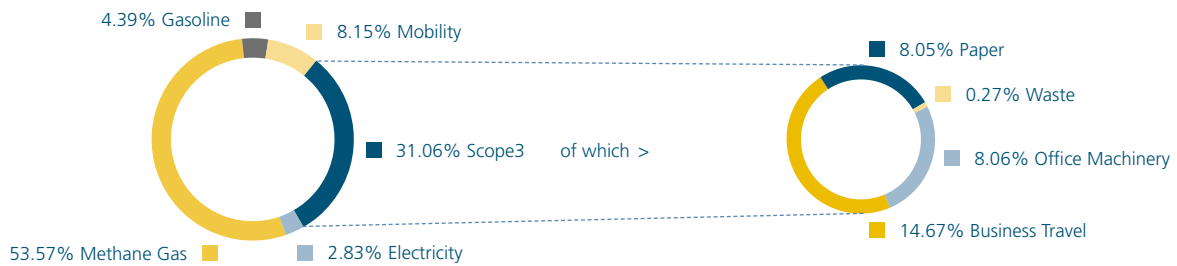 4.39% Gasoline
8.15% Mobility
31.06% Scope3
of which >
53.57% Methane Gas
2.83% Electricity
8.05% Paper
0.27% Waste
8.06% Office Machinery
14.67% Business Travel